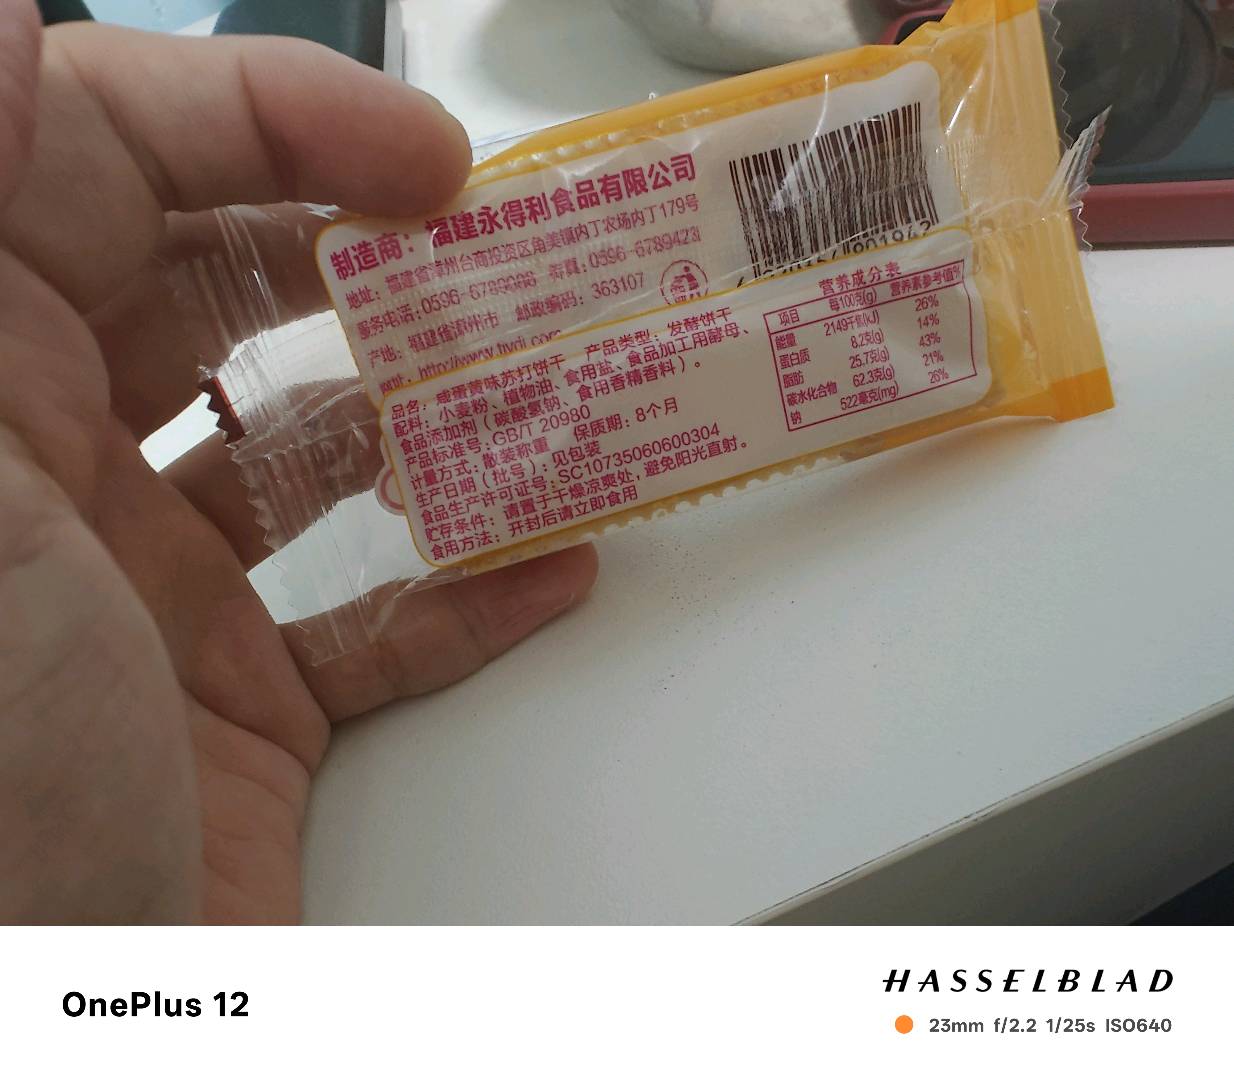 制造商：福建永得利食品有限公司
地址：福建省漳州台商投资区角美镇内丁农场内丁179号
服务电话：0596-6789686 传真：0596-6789423
产地：福建省漳州市 邮政编码：363107
网址：http://www.
品名：咸蛋黄味苏打饼干 产品类型：发酵饼干
配料：小麦粉、植物油、食用盐、食品加工用酵母、
食品添加剂（碳酸氢钠、食用香精香料）。
产品标准号：GB/T 20980
计量方式：散装称重 保质期：8个月
生产日期（批号）：见包装
食品生产许可证号：SC10735060600304
贮存条件：请置于干燥凉爽处，避免阳光直射。
食用方法：开封后请立即食用
营养成分表
项目 每100克(g) 营养素参考值%
能量 2149千焦(kJ) 26%
蛋白质 8.2克(g) 14%
脂肪 25.7克(g) 43%
碳水化合物 62.3克(g) 21%
钠 522毫克(mg) 26%
OnePlus 12
HASSELBLAD
23mm f/2.2 1/25s ISO640